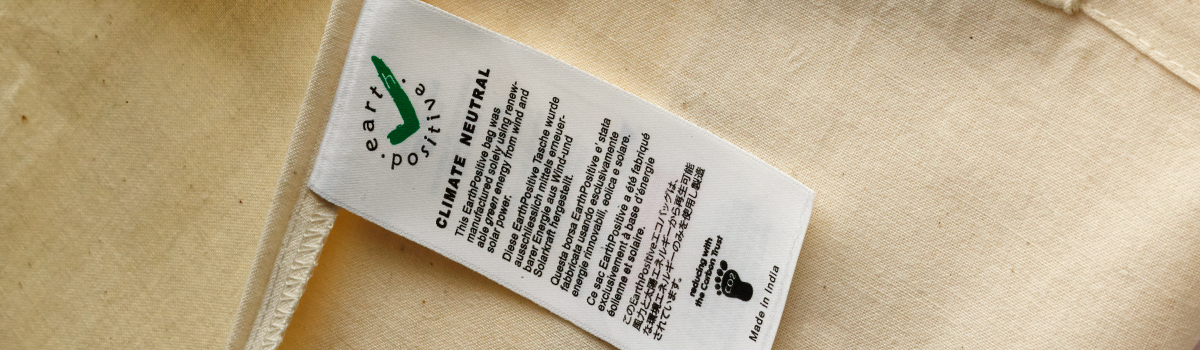 earth
positive
CLIMATE NEUTRAL
This EarthPositive bag was
manufactured solely using renew-
able green energy from wind and
solar power.
Diese EarthPositive Tasche wurde
ausschliesslich mittels erneuer-
barer Energie aus Wind-und
Solarkraft hergestellt.
Questa borsa EarthPositive e' stata
fabbricata usando esclusivamente
energie rinnovabili, eolica e solare.
Ce sac EarthPositive a été fabriqué
exclusivement à base d'énergie
éolienne et solaire.
このEarthPositiveエコバッグは、
風力と太陽エネルギーから再生可能
な環境エネルギーのみを使用し製造
されています。
reducing with
the Carbon Trust
CO2
Made in India